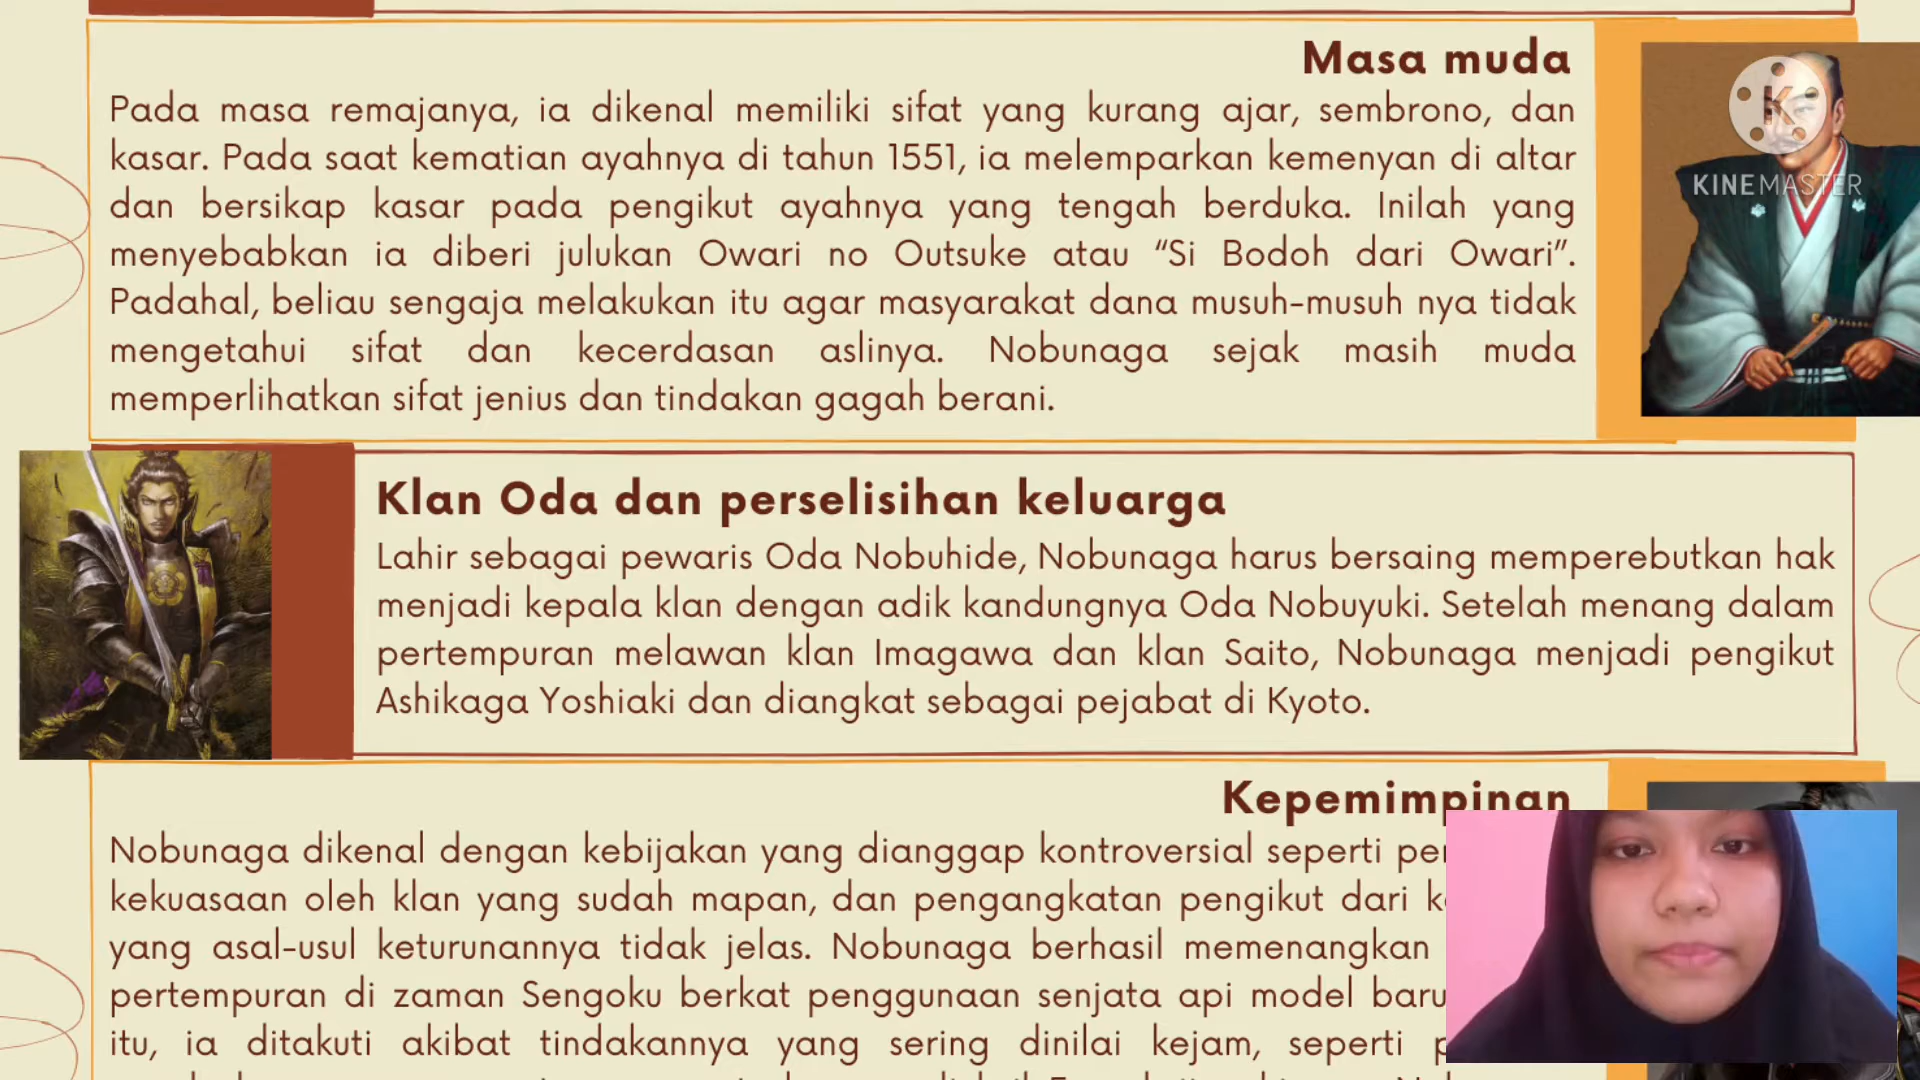 Masa muda
Pada masa remajanya, ia dikenal memiliki sifat yang kurang ajar, sembrono, dan
kasar. Pada saat kematian ayahnya di tahun 1551, ia melemparkan kemenyan di altar
dan bersikap kasar pada pengikut ayahnya yang tengah berduka. Inilah yang
menyebabkan ia diberi julukan Owari no Outsuke atau “Si Bodoh dari Owari”.
Padahal, beliau sengaja melakukan itu agar masyarakat dana musuh-musuh nya tidak
mengetahui sifat dan kecerdasan aslinya. Nobunaga sejak masih muda
memperlihatkan sifat jenius dan tindakan gagah berani.
K
KINEMASTER
Klan Oda dan perselisihan keluarga
Lahir sebagai pewaris Oda Nobuhide, Nobunaga harus bersaing memperebutkan hak
menjadi kepala klan dengan adik kandungnya Oda Nobuyuki. Setelah menang dalam
pertempuran melawan klan Imagawa dan klan Saito, Nobunaga menjadi pengikut
Ashikaga Yoshiaki dan diangkat sebagai pejabat di Kyoto.
Kepemimpinan
Nobunaga dikenal dengan kebijakan yang dianggap kontroversial seperti
kekuasaan oleh klan yang sudah mapan, dan pengangkatan pengikut dari
yang asal-usul keturunannya tidak jelas. Nobunaga berhasil memenangkan
pertempuran di zaman Sengoku berkat penggunaan senjata api model baru
itu, ia ditakuti akibat tindakannya yang sering dinilai kejam, seperti